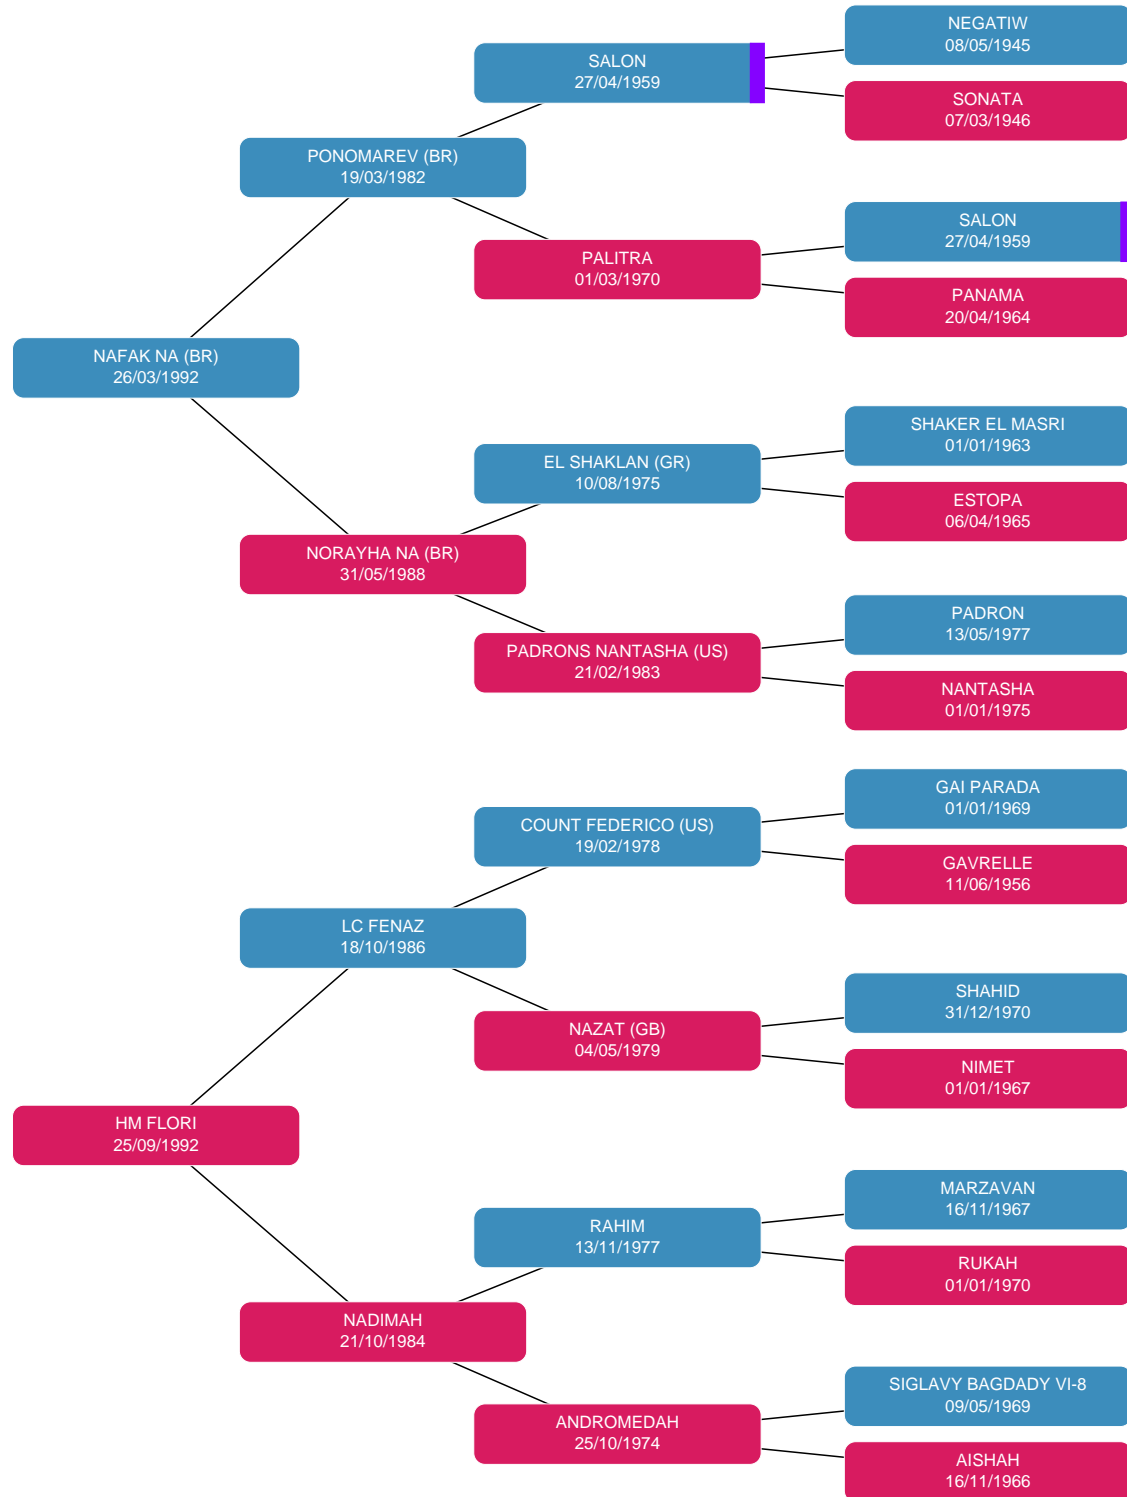 NEGATIW
08/05/1945
SALON
27/04/1959
SONATA
07/03/1946
PONOMAREV (BR)
19/03/1982
SALON
27/04/1959
PALITRA
01/03/1970
PANAMA
20/04/1964
NAFAK NA (BR)
26/03/1992
SHAKER EL MASRI
01/01/1963
EL SHAKLAN (GR)
10/08/1975
ESTOPA
06/04/1965
NORAYHA NA (BR)
31/05/1988
PADRON
13/05/1977
PADRONS NANTASHA (US)
21/02/1983
NANTASHA
01/01/1975
GAI PARADA
01/01/1969
COUNT FEDERICO (US)
19/02/1978
GAVRELLE
11/06/1956
LC FENAZ
18/10/1986
SHAHID
31/12/1970
NAZAT (GB)
04/05/1979
NIMET
01/01/1967
HM FLORI
25/09/1992
MARZAVAN
16/11/1967
RAHIM
13/11/1977
RUKAH
01/01/1970
NADIMAH
21/10/1984
SIGLAVY BAGDADY VI-8
09/05/1969
ANDROMEDAH
25/10/1974
AISHAH
16/11/1966